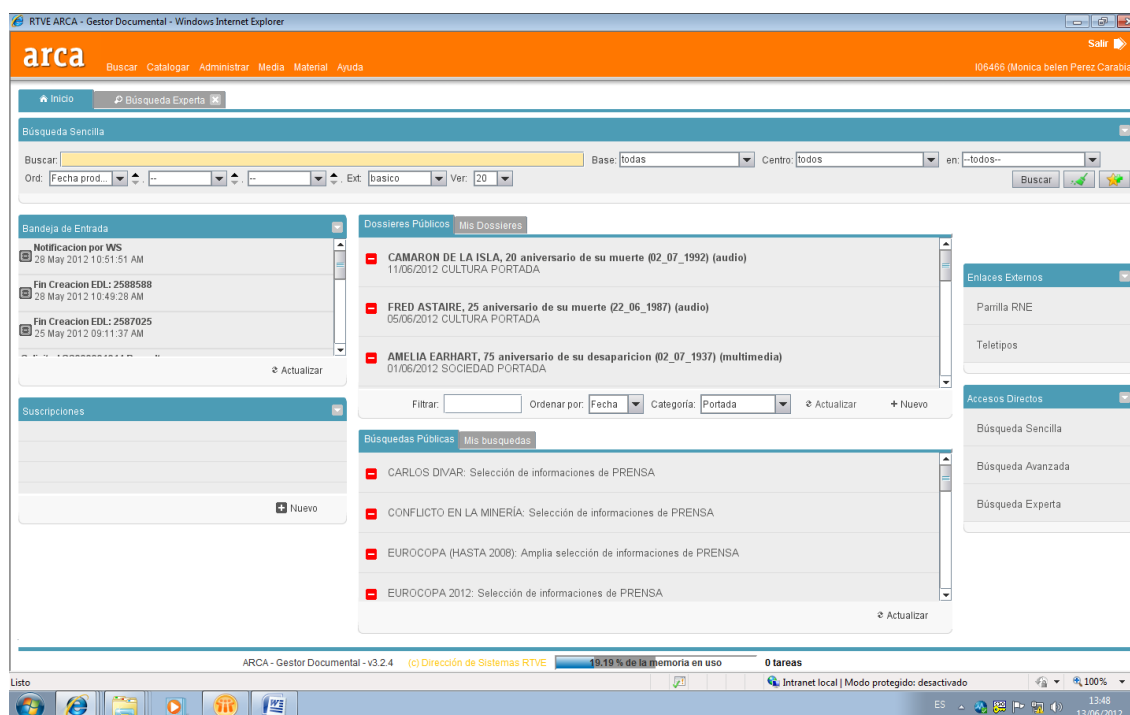 RTVE ARCA - Gestor Documental - Windows Internet Explorer
Salir
arca
Buscar Catalogar Administrar Media Material Ayuda
I06466 (Monica belen Perez Carabia
Inicio Búsqueda Experta
Búsqueda Sencilla
Buscar: Base: todas Centro: todos en: --todos--
Ord: Fecha prod... . -- . -- . Ext: basico Ver: 20 Buscar
Bandeja de Entrada
Notificacion por WS
28 May 2012 10:51:51 AM
Fin Creacion EDL: 2588588
28 May 2012 10:49:28 AM
Fin Creacion EDL: 2587025
25 May 2012 09:11:37 AM
Actualizar
Suscripciones
Nuevo
Dossieres Públicos Mis Dossieres
CAMARON DE LA ISLA, 20 aniversario de su muerte (02_07_1992) (audio)
11/06/2012 CULTURA PORTADA
FRED ASTAIRE, 25 aniversario de su muerte (22_06_1987) (audio)
05/06/2012 CULTURA PORTADA
AMELIA EARHART, 75 aniversario de su desaparicion (02_07_1937) (multimedia)
01/06/2012 SOCIEDAD PORTADA
Filtrar: Ordenar por: Fecha Categoría: Portada Actualizar + Nuevo
Búsquedas Públicas Mis busquedas
CARLOS DIVAR: Selección de informaciones de PRENSA
CONFLICTO EN LA MINERÍA: Selección de informaciones de PRENSA
EUROCOPA (HASTA 2008): Amplia selección de informaciones de PRENSA
EUROCOPA 2012: Selección de informaciones de PRENSA
Actualizar
Enlaces Externos
Parrilla RNE
Teletipos
Accesos Directos
Búsqueda Sencilla
Búsqueda Avanzada
Búsqueda Experta
ARCA - Gestor Documental - v3.2.4 (c) Dirección de Sistemas RTVE 19.19 % de la memoria en uso 0 tareas
Listo Intranet local | Modo protegido: desactivado 100%
ES 13:48
13/06/2012